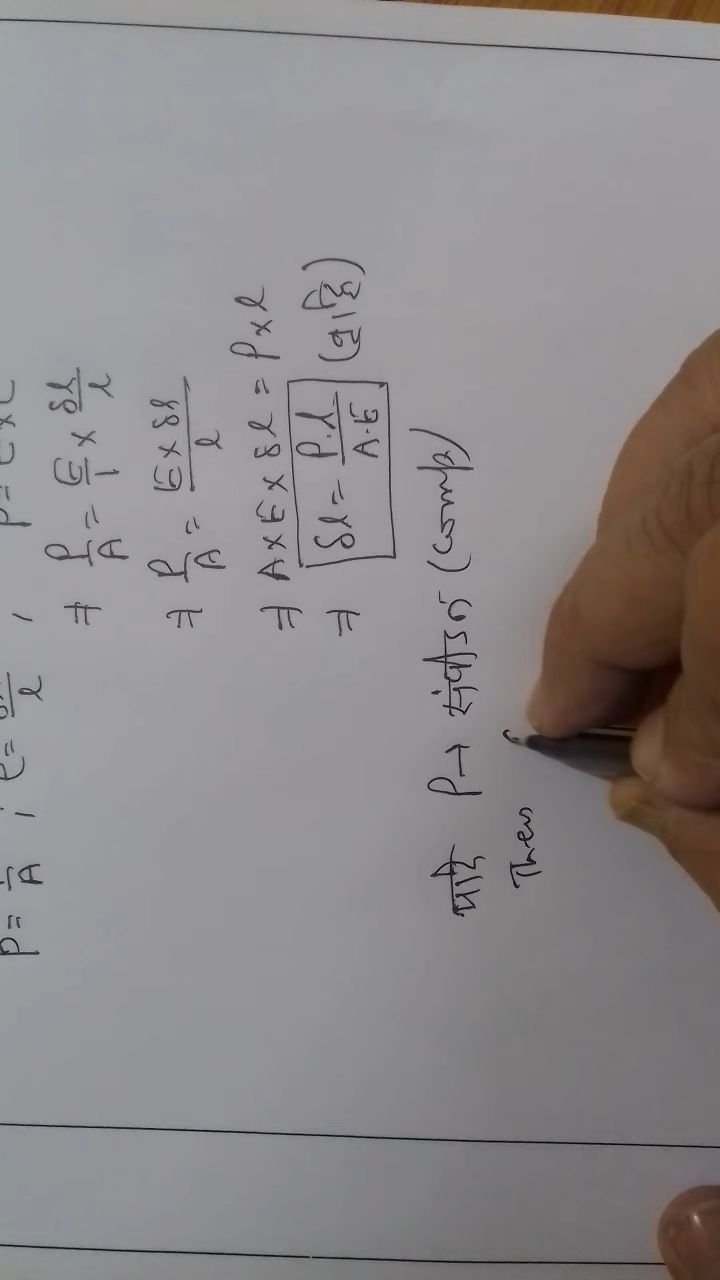 p = P/A , e = δl/l , p = E×e
⇒ P/A = E/1 × δl/l
⇒ P/A = E×δl/l
⇒ A×E×δl = P×l
⇒ δl = P.l/A.E (वृद्धि)
यदि P→ संपीडन (comp)
Then